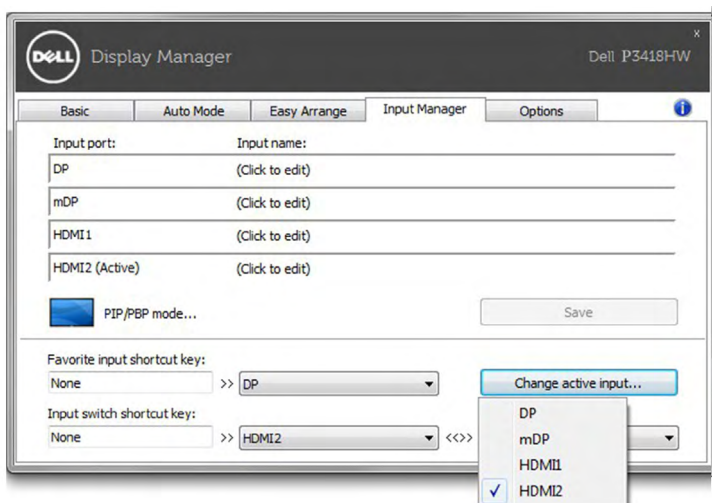 DELL Display Manager Dell P3418HW x
Basic Auto Mode Easy Arrange Input Manager Options i
Input port: Input name:
DP (Click to edit)
mDP (Click to edit)
HDMI1 (Click to edit)
HDMI2 (Active) (Click to edit)
PIP/PBP mode... Save
Favorite input shortcut key:
None >> DP Change active input...
Input switch shortcut key:
None >> HDMI2 <<>>
DP
mDP
HDMI1
✓ HDMI2